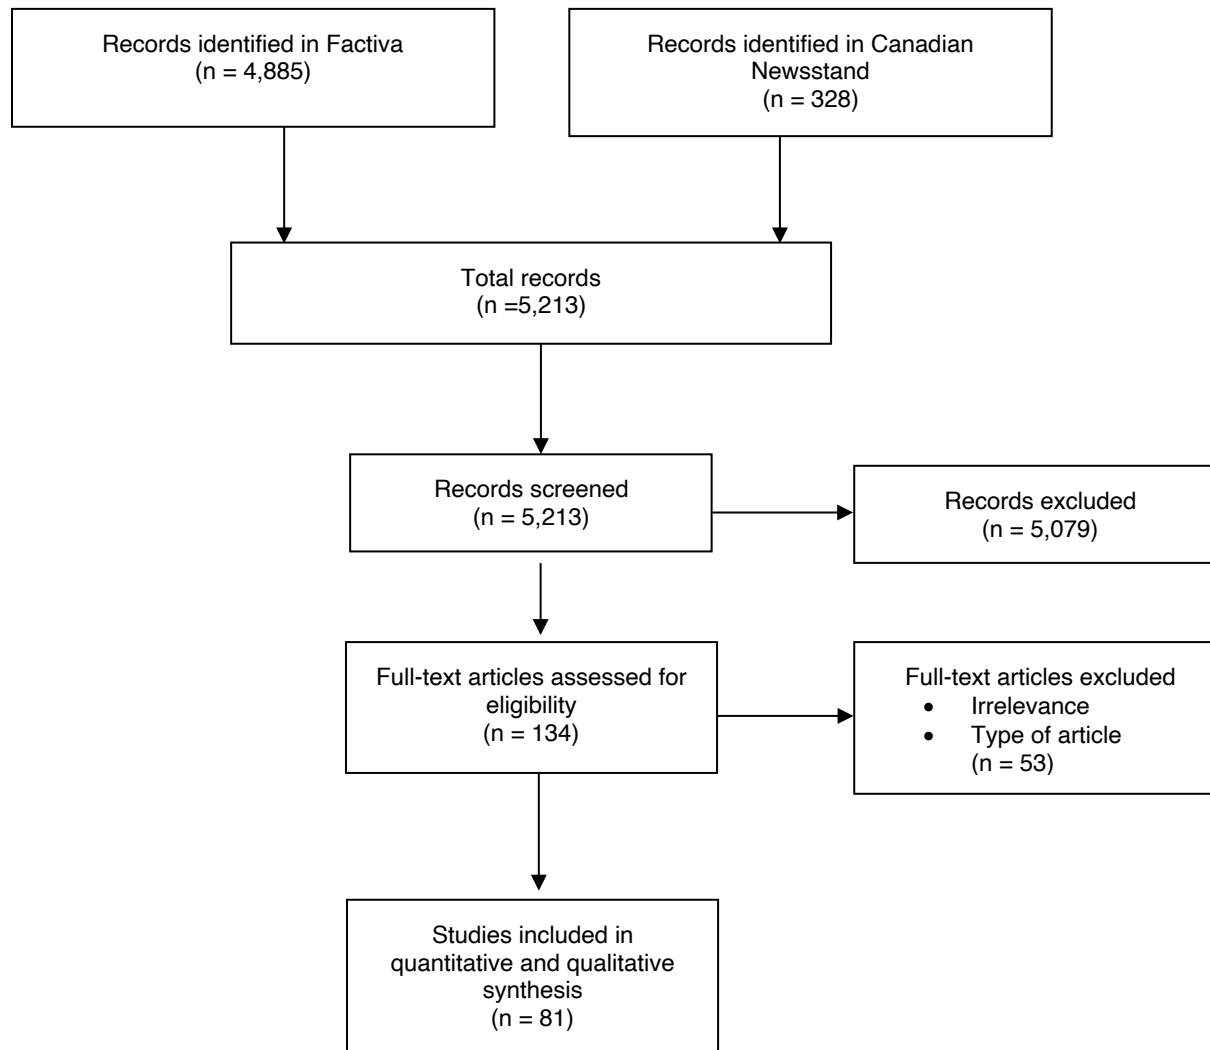 Records identified in Factiva
(n = 4,885)
Records identified in Canadian
Newsstand
(n = 328)
Total records
(n =5,213)
Records screened
(n = 5,213)
Records excluded
(n = 5,079)
Full-text articles assessed for
eligibility
(n = 134)
Full-text articles excluded
• Irrelevance
• Type of article
(n = 53)
Studies included in
quantitative and qualitative
synthesis
(n = 81)